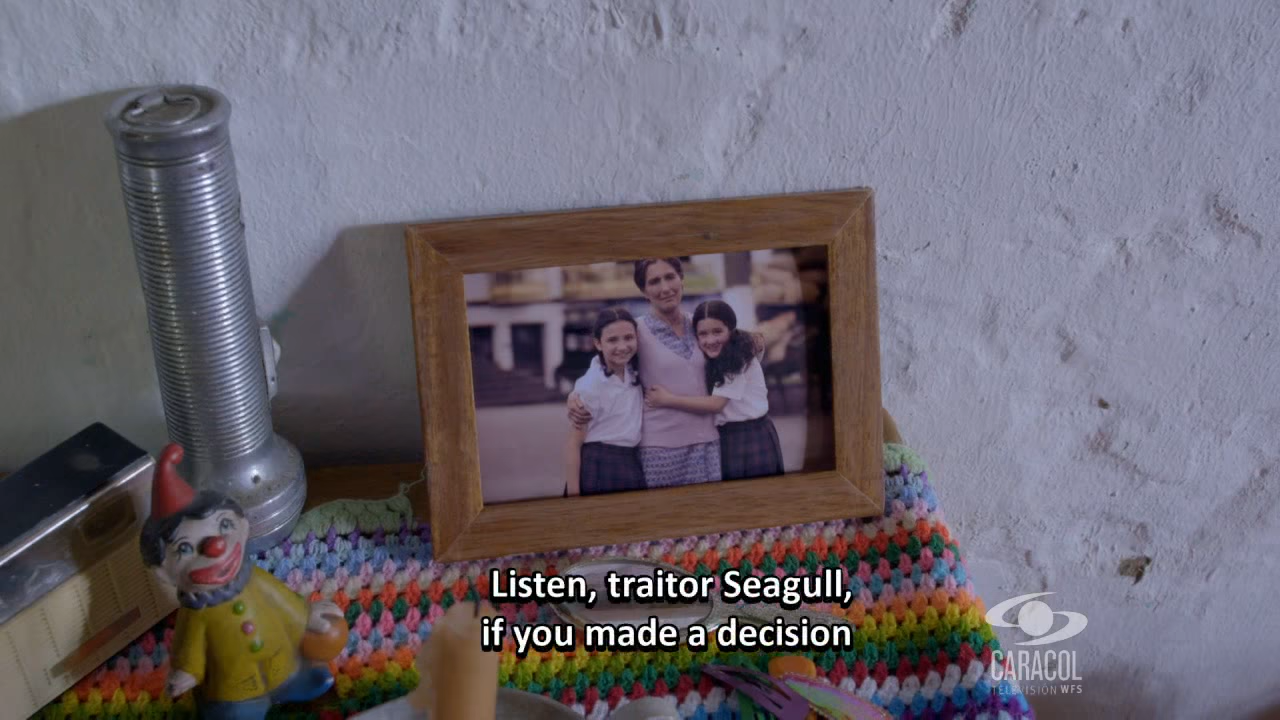 Listen, traitor Seagull,
if you made a decision
CARACOL
TELEVISIÓN WFS